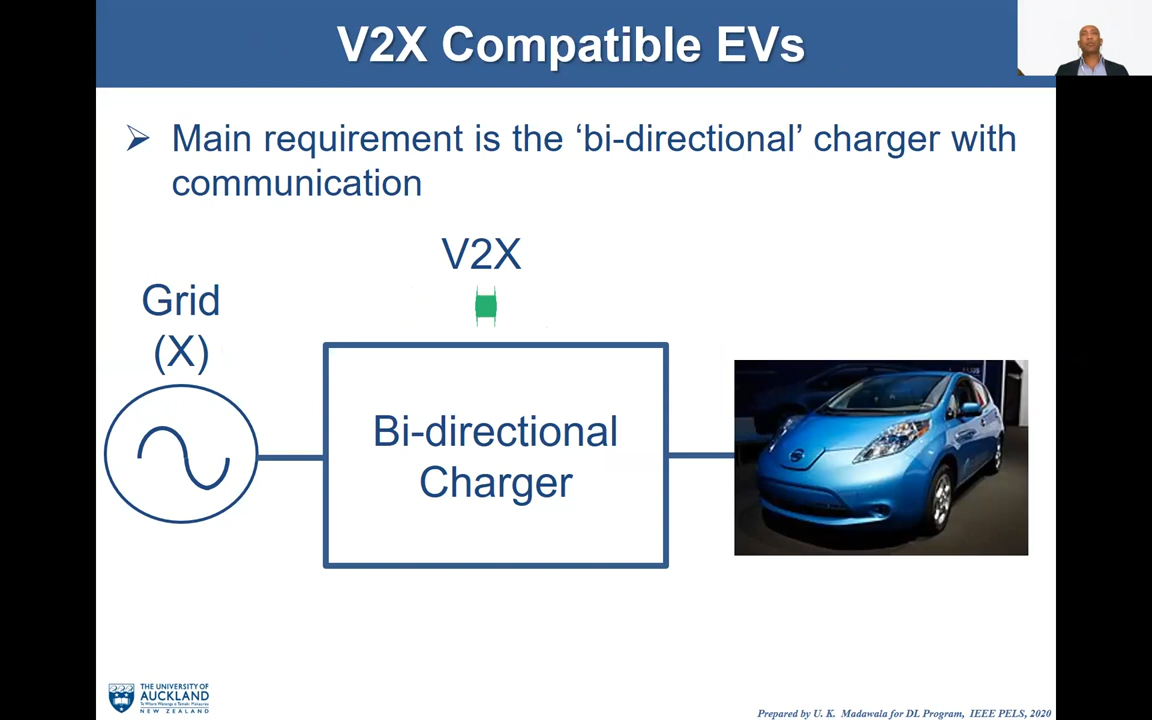 V2X Compatible EVs
Main requirement is the ‘bi-directional’ charger with
communication
V2X
Grid
(X)
Bi-directional
Charger
THE UNIVERSITY OF
AUCKLAND
NEW ZEALAND
Prepared by U. K. Madawala for DL Program, IEEE PELS, 2020